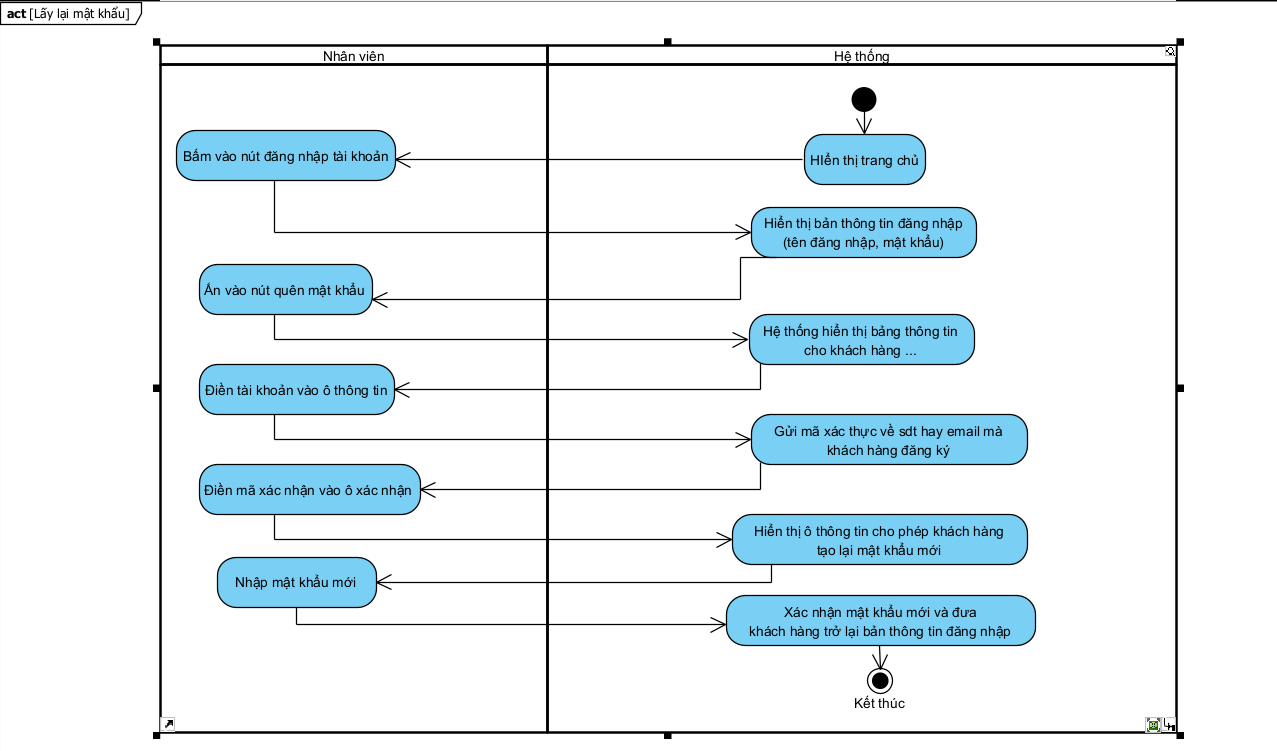 act [Lấy lại mật khẩu]
Nhân viên
Hệ thống
HIển thị trang chủ
Bấm vào nút đăng nhập tài khoản
Hiển thị bản thông tin đăng nhập
(tên đăng nhập, mật khẩu)
Ấn vào nút quên mật khẩu
Hệ thống hiển thị bảng thông tin
cho khách hàng ...
Điền tài khoản vào ô thông tin
Gửi mã xác thực về sdt hay email mà
khách hàng đăng ký
Điền mã xác nhận vào ô xác nhận
Hiển thị ô thông tin cho phép khách hàng
tạo lại mật khẩu mới
Nhập mật khẩu mới
Xác nhận mật khẩu mới và đưa
khách hàng trở lại bản thông tin đăng nhập
Kết thúc